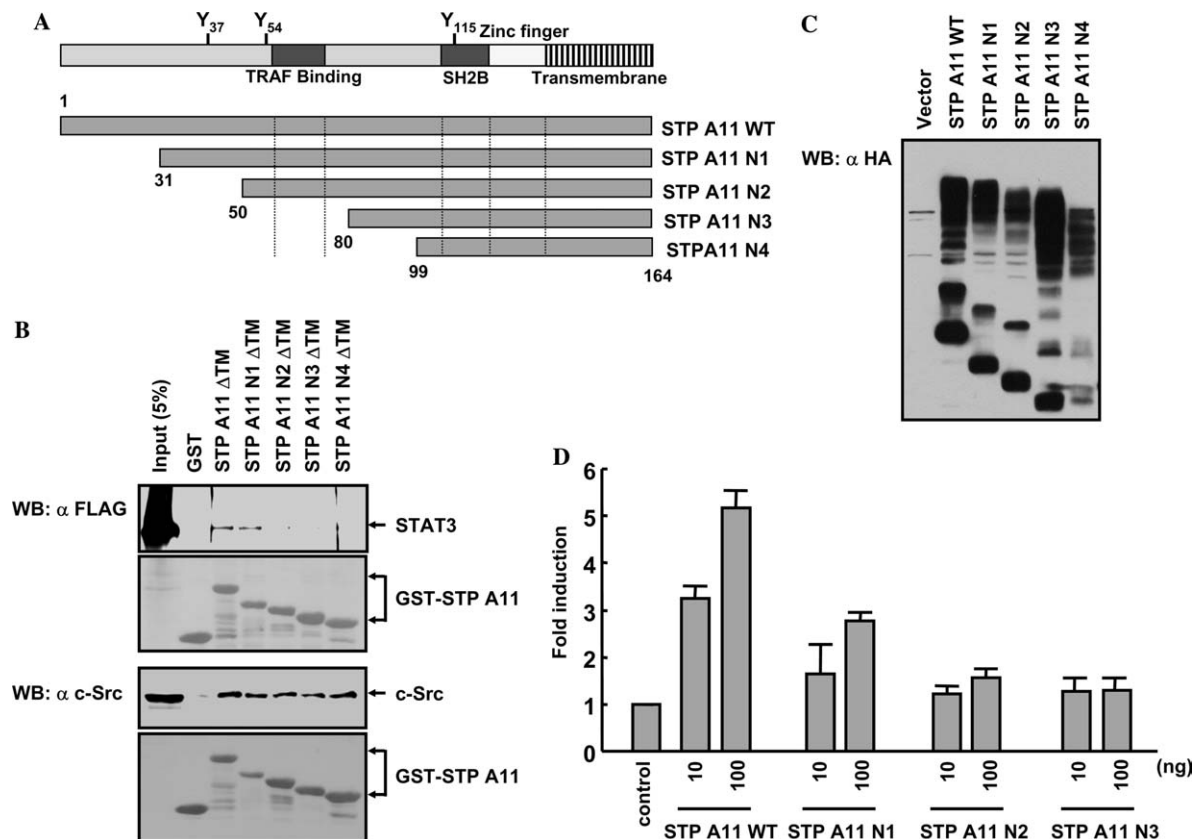 A
Y37
Y54
Y115 Zinc finger
TRAF Binding
SH2B
Transmembrane
1
STP A11 WT
STP A11 N1
31
STP A11 N2
50
STP A11 N3
80
STPA11 N4
99
164
B
Input (5%)
GST
STP A11 ΔTM
STP A11 N1 ΔTM
STP A11 N2 ΔTM
STP A11 N3 ΔTM
STP A11 N4 ΔTM
WB: α FLAG
STAT3
GST-STP A11
WB: α c-Src
c-Src
GST-STP A11
C
Vector
STP A11 WT
STP A11 N1
STP A11 N2
STP A11 N3
STP A11 N4
WB: α HA
D
Fold induction
6
5
4
3
2
1
0
control
10
100
10
100
10
100
10
100
(ng)
STP A11 WT
STP A11 N1
STP A11 N2
STP A11 N3